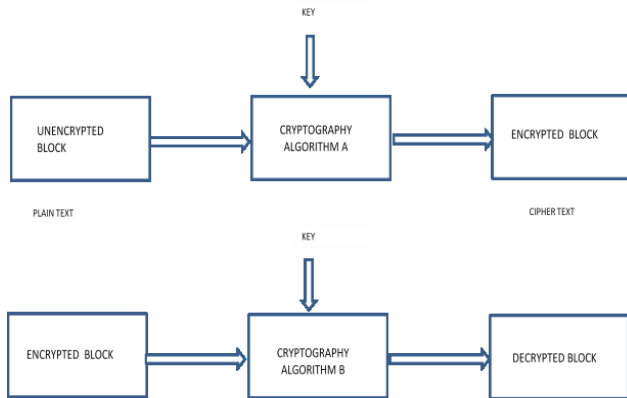 KEY
UNENCRYPTED
BLOCK
CRYPTOGRAPHY
ALGORITHM A
ENCRYPTED BLOCK
PLAIN TEXT
CIPHER TEXT
KEY
ENCRYPTED BLOCK
CRYPTOGRAPHY
ALGORITHM B
DECRYPTED BLOCK